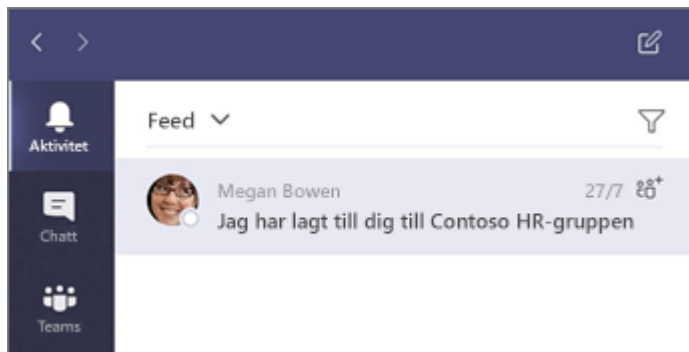 Aktivitet
Chatt
Teams
Feed
Megan Bowen 27/7
Jag har lagt till dig till Contoso HR-gruppen